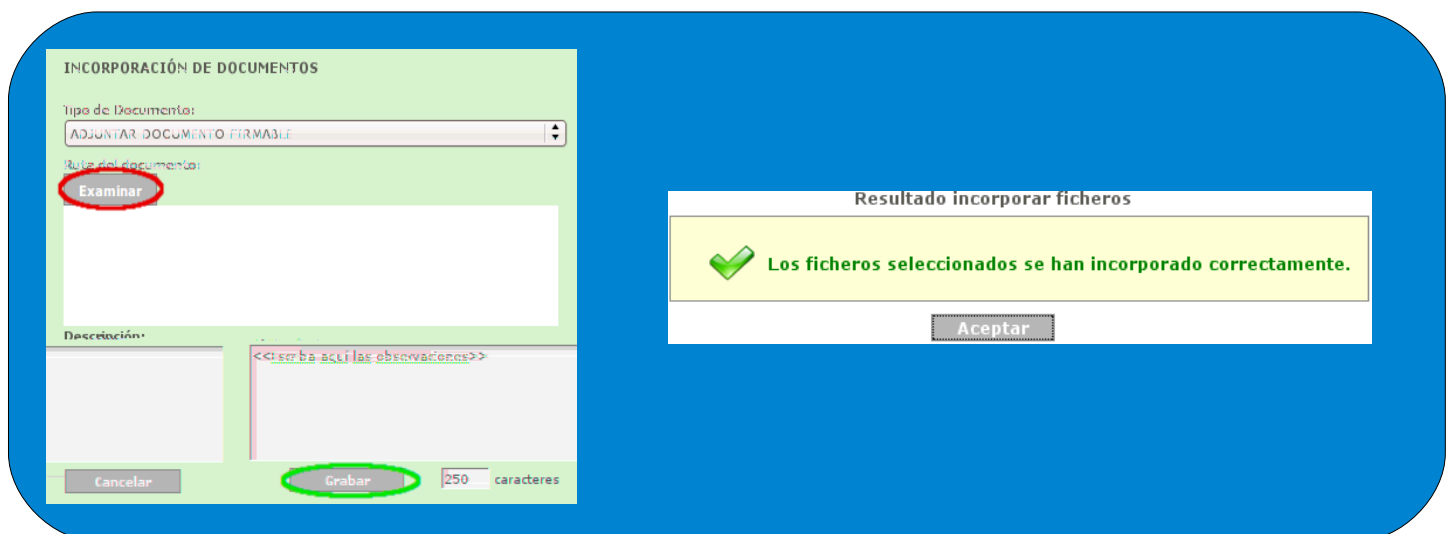 INCORPORACIÓN DE DOCUMENTOS
Tipo de Documento:
ADJUNTAR DOCUMENTO FIRMABLE
Ruta del documento:
Examinar
Descripción:
<<Escriba aquí las observaciones>>
Cancelar
Grabar
250 caracteres
Resultado incorporar ficheros
Los ficheros seleccionados se han incorporado correctamente.
Aceptar